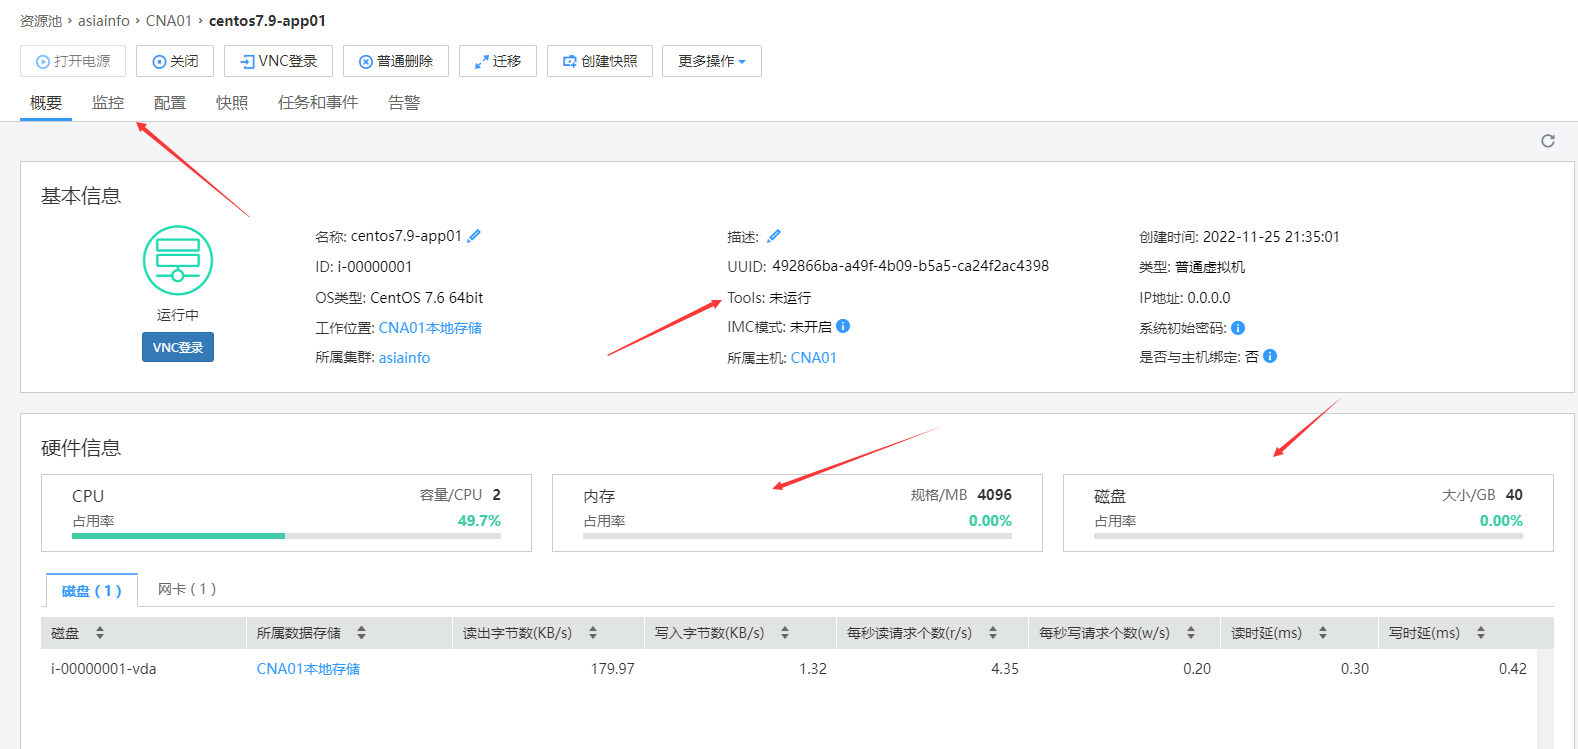 资源池 › asiainfo › CNA01 › centos7.9-app01
打开电源 关闭 VNC登录 普通删除 迁移 创建快照 更多操作
概要 监控 配置 快照 任务和事件 告警
基本信息
运行中
VNC登录
名称: centos7.9-app01
ID: i-00000001
OS类型: CentOS 7.6 64bit
工作位置: CNA01本地存储
所属集群: asiainfo
描述:
UUID: 492866ba-a49f-4b09-b5a5-ca24f2ac4398
Tools: 未运行
IMC模式: 未开启
所属主机: CNA01
创建时间: 2022-11-25 21:35:01
类型: 普通虚拟机
IP地址: 0.0.0.0
系统初始密码:
是否与主机绑定: 否
硬件信息
CPU 容量/CPU 2
占用率 49.7%
内存 规格/MB 4096
占用率 0.00%
磁盘 大小/GB 40
占用率 0.00%
磁盘 ( 1 ) 网卡 ( 1 )
磁盘 所属数据存储 读出字节数(KB/s) 写入字节数(KB/s) 每秒读请求个数(r/s) 每秒写请求个数(w/s) 读时延(ms) 写时延(ms)
i-00000001-vda CNA01本地存储 179.97 1.32 4.35 0.20 0.30 0.42